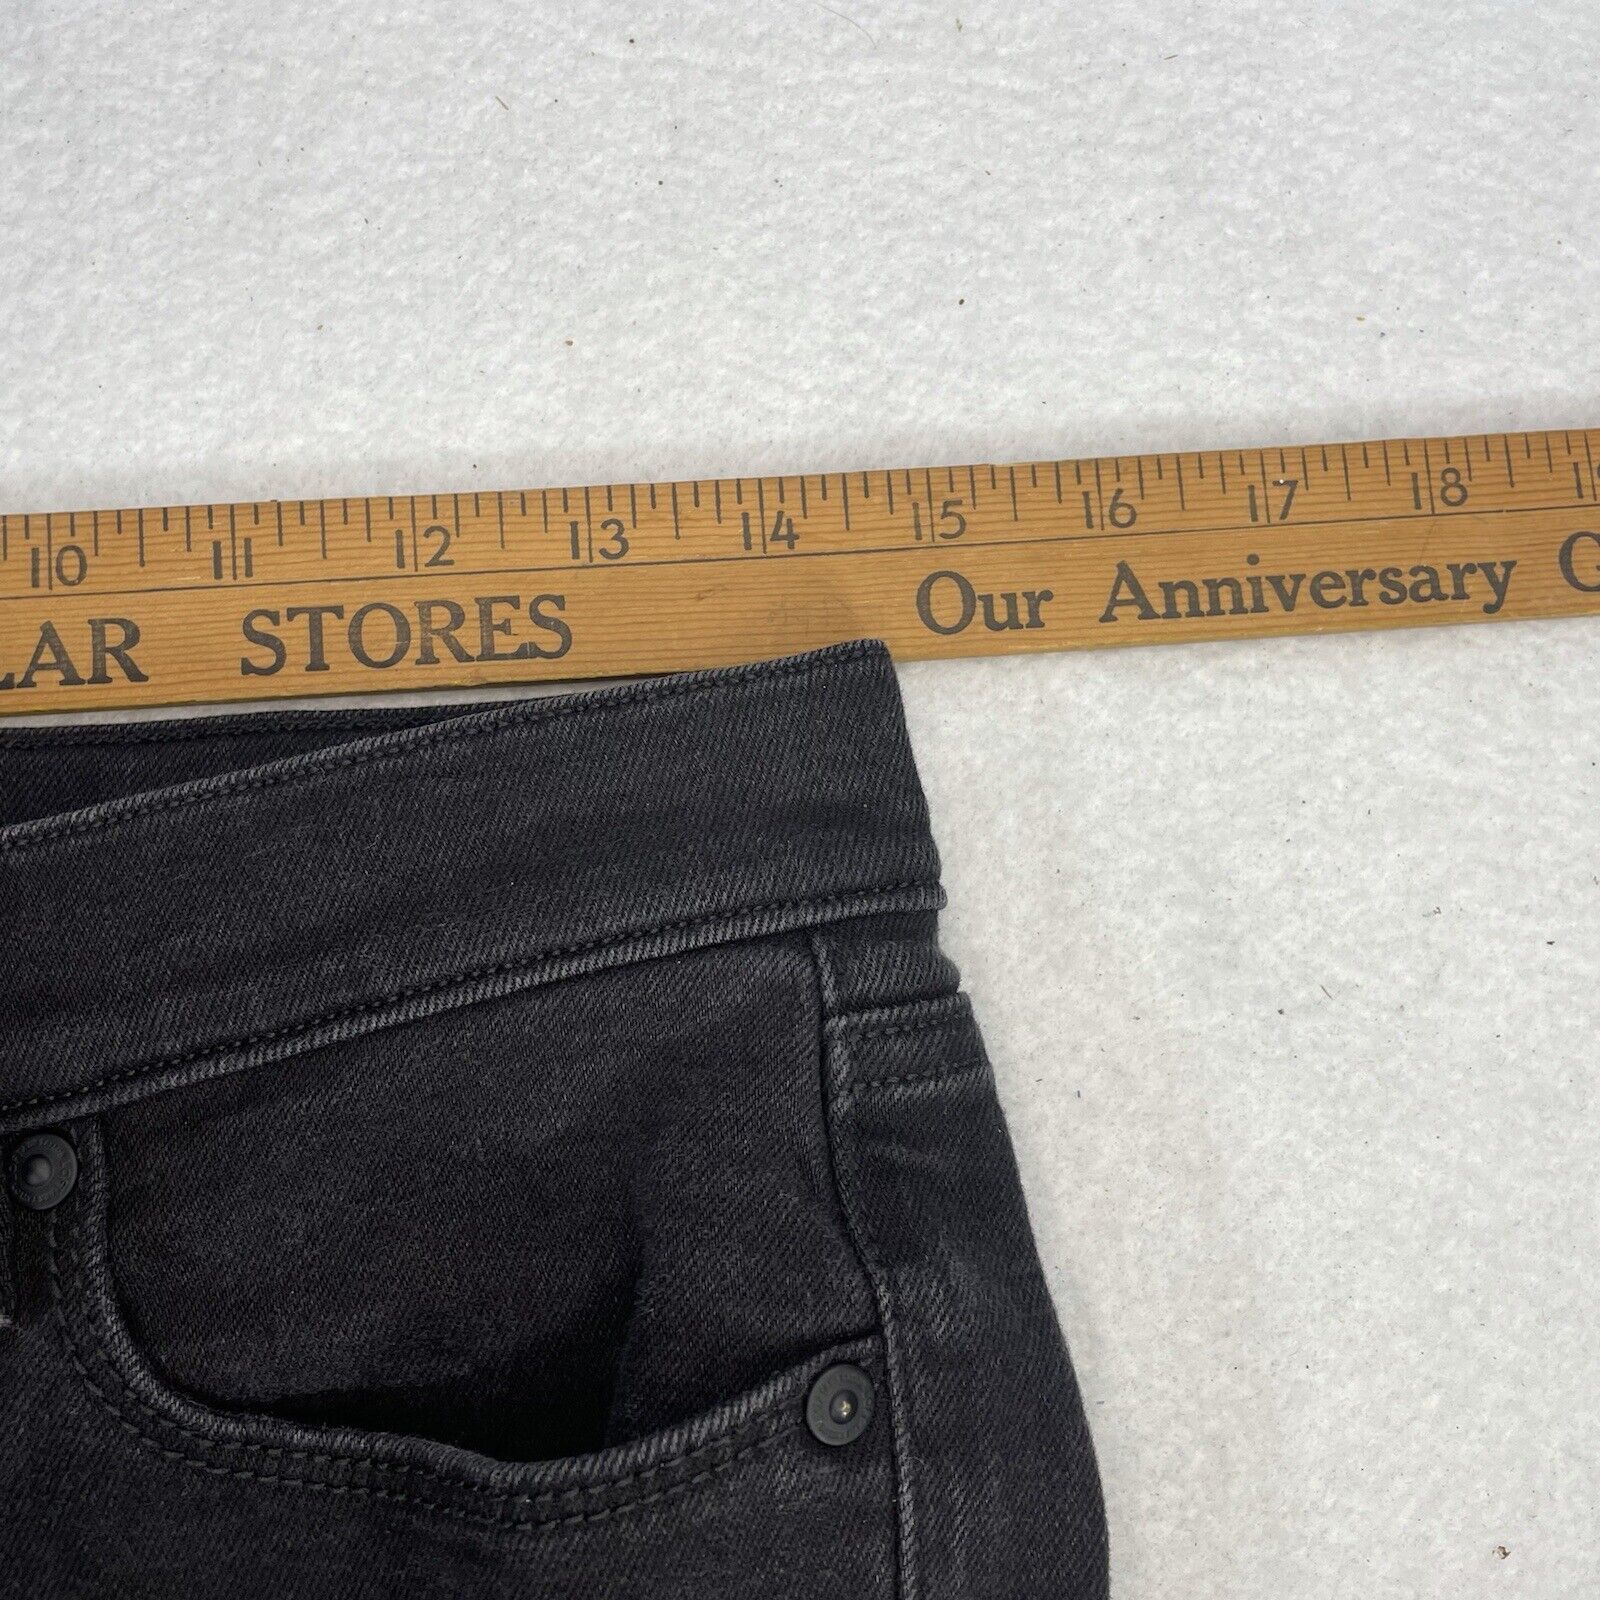 10 11 12 13 14 15 16 17 18
LAR STORES Our Anniversary